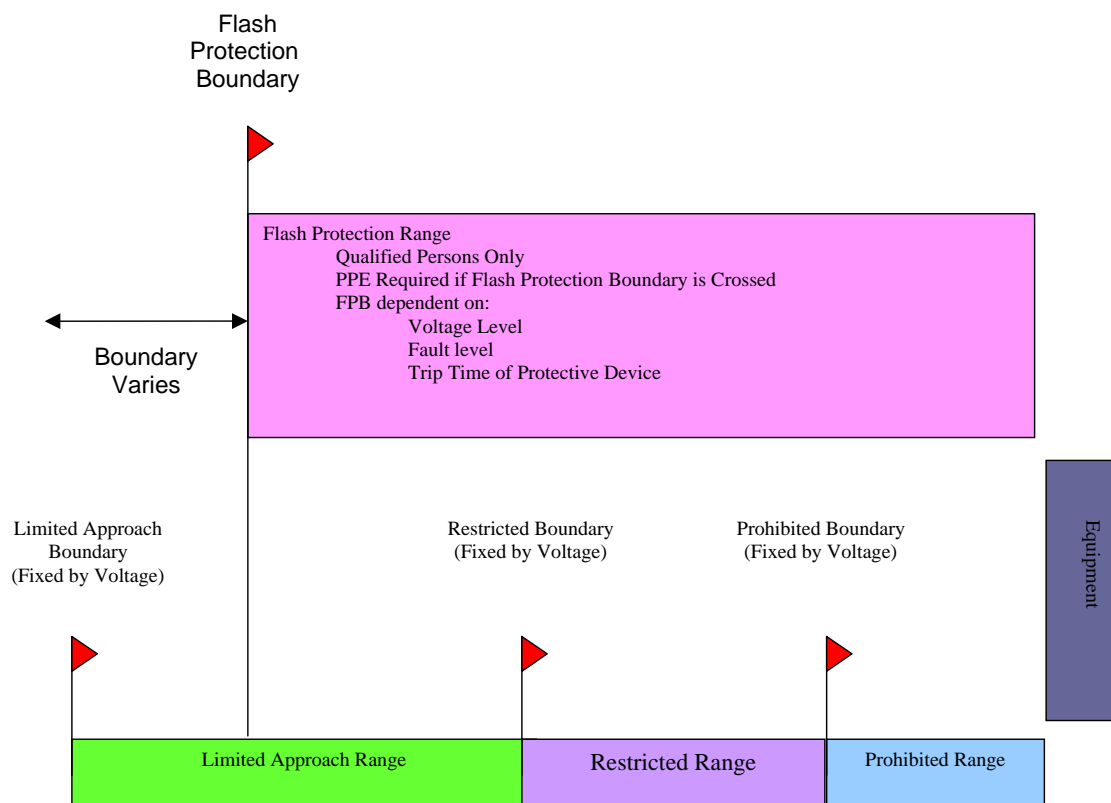 Flash
Protection
Boundary
Flash Protection Range
Qualified Persons Only
PPE Required if Flash Protection Boundary is Crossed
FPB dependent on:
Voltage Level
Fault level
Trip Time of Protective Device
Boundary
Varies
Limited Approach
Boundary
(Fixed by Voltage)
Restricted Boundary
(Fixed by Voltage)
Prohibited Boundary
(Fixed by Voltage)
Equipment
Limited Approach Range
Restricted Range
Prohibited Range